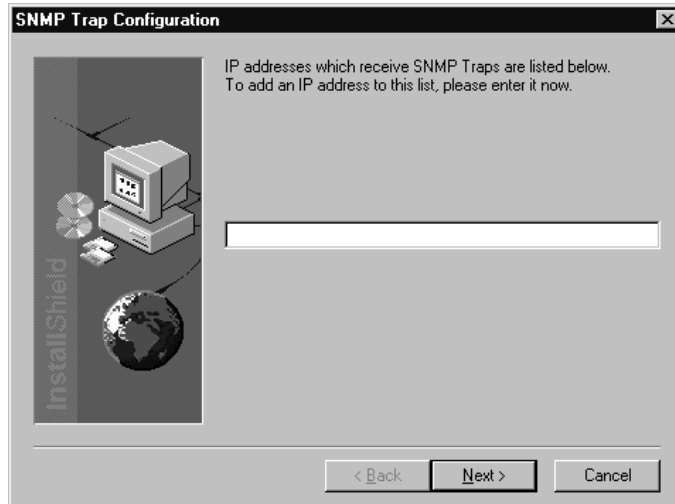 SNMP Trap Configuration
IP addresses which receive SNMP Traps are listed below.
To add an IP address to this list, please enter it now.
InstallShield
< Back
Next >
Cancel